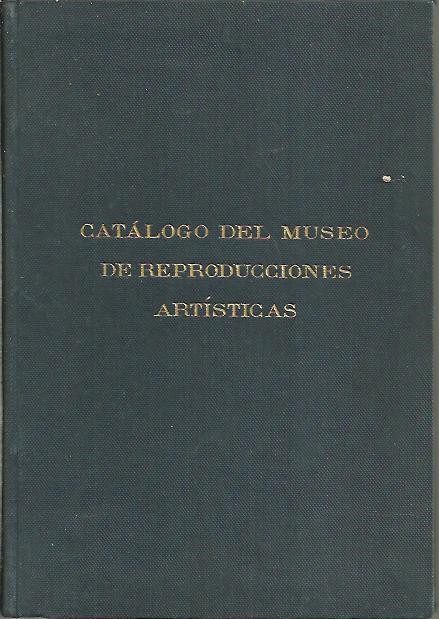 CATÁLOGO DEL MUSEO
DE REPRODUCCIONES
ARTÍSTICAS